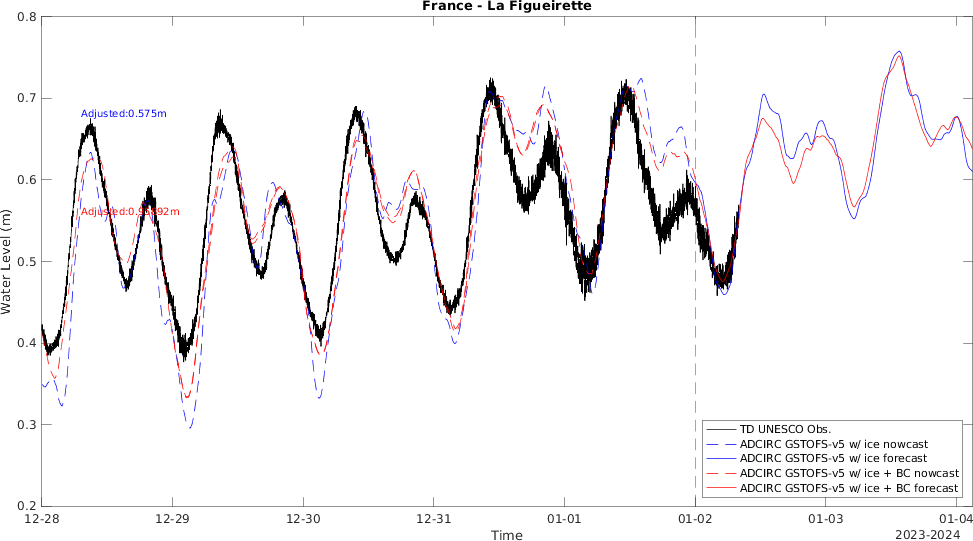 France - La Figueirette
0.8
0.7
0.6
0.5
0.4
0.3
0.2
Water Level (m)
Adjusted:0.575m
12-28
12-29
12-30
12-31
01-01
01-02
01-03
01-04
Time
2023-2024
TD UNESCO Obs.
ADCIRC GSTOFS-v5 w/ ice nowcast
ADCIRC GSTOFS-v5 w/ ice forecast
ADCIRC GSTOFS-v5 w/ ice + BC nowcast
ADCIRC GSTOFS-v5 w/ ice + BC forecast